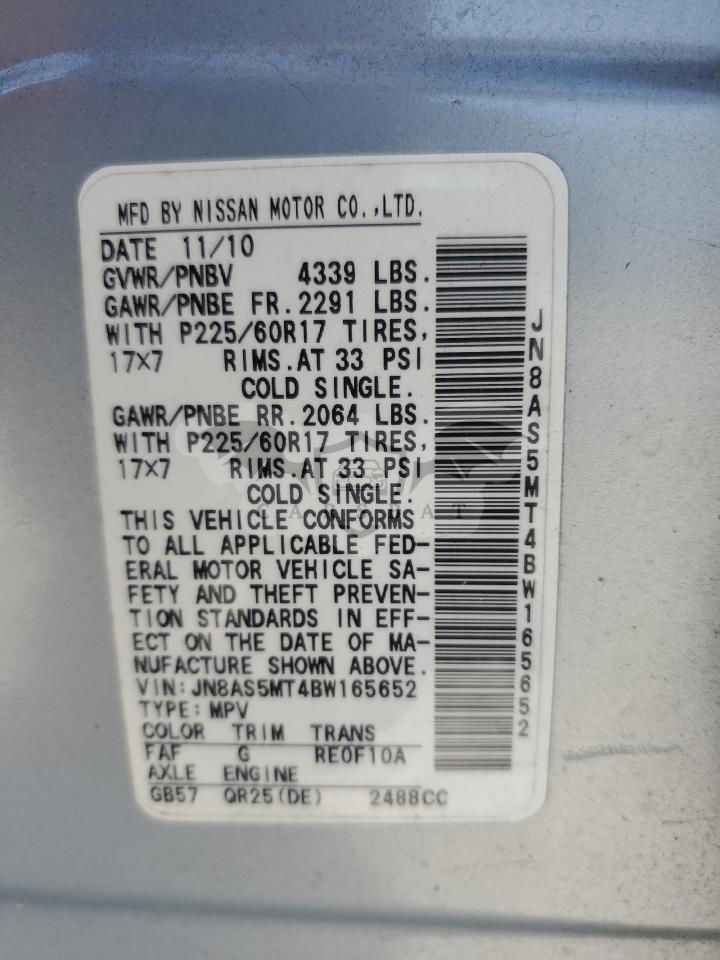 MFD BY NISSAN MOTOR CO.,LTD.
DATE 11/10
GVWR/PNBV 4339 LBS.
GAWR/PNBE FR.2291 LBS.
WITH P225/60R17 TIRES,
17X7 RIMS.AT 33 PSI
COLD SINGLE.
GAWR/PNBE RR.2064 LBS.
WITH P225/60R17 TIRES,
17X7 RIMS.AT 33 PSI
COLD SINGLE.
THIS VEHICLE CONFORMS
TO ALL APPLICABLE FED-
ERAL MOTOR VEHICLE SA-
FETY AND THEFT PREVEN-
TION STANDARDS IN EFF-
ECT ON THE DATE OF MA-
NUFACTURE SHOWN ABOVE.
VIN:JN8AS5MT4BW165652
TYPE:MPV
COLOR TRIM TRANS
FAF G RE0F10A
AXLE ENGINE
GB57 QR25(DE) 2488CC
JN8AS5MT4BW165652